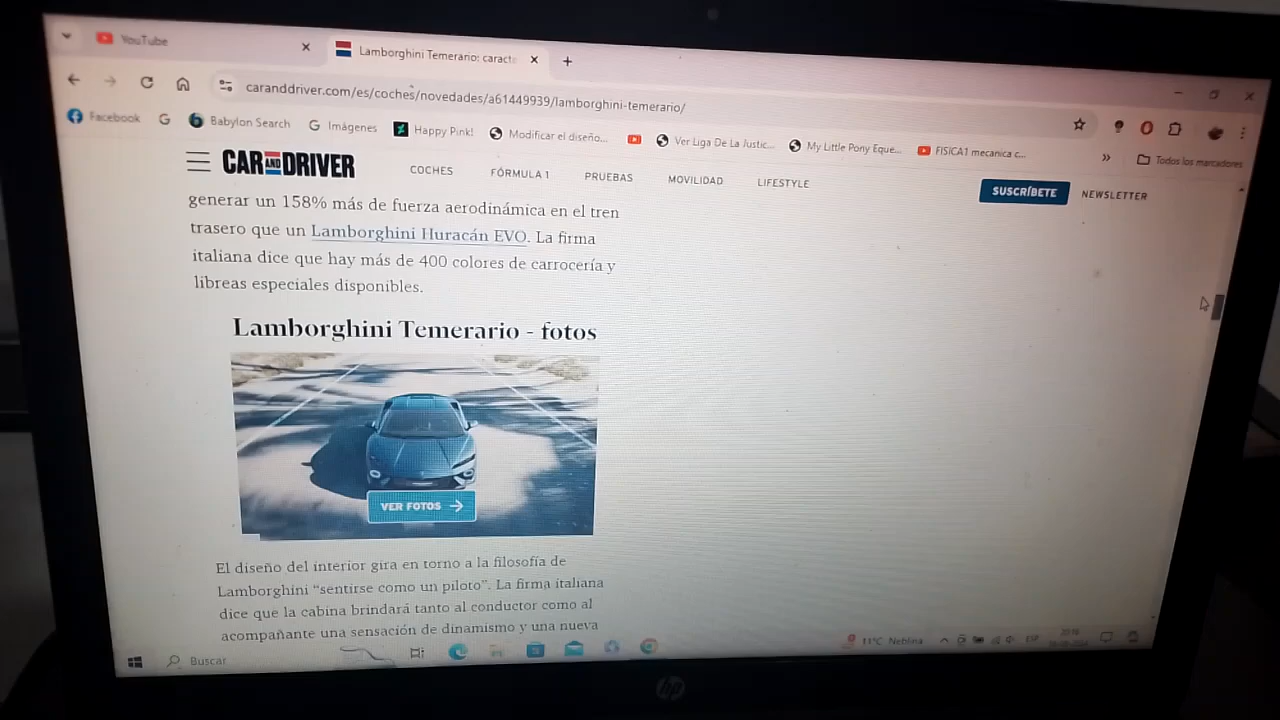 YouTube
Lamborghini Temerario: caract
caranddriver.com/es/coches/novedades/a61449939/lamborghini-temerario/
Facebook
Babylon Search
Imágenes
Happy Pink!
Modificar el diseño...
Ver Liga De La Justic...
My Little Pony Eque...
FISICA1 mecanica c...
»
Todos los marcadores
CAR AND DRIVER
COCHES
FÓRMULA 1
PRUEBAS
MOVILIDAD
LIFESTYLE
SUSCRÍBETE
NEWSLETTER
generar un 158% más de fuerza aerodinámica en el tren
trasero que un Lamborghini Huracán EVO. La firma
italiana dice que hay más de 400 colores de carrocería y
libreas especiales disponibles.
Lamborghini Temerario - fotos
VER FOTOS →
El diseño del interior gira en torno a la filosofía de
Lamborghini “sentirse como un piloto”. La firma italiana
dice que la cabina brindará tanto al conductor como al
acompañante una sensación de dinamismo y una nueva
Buscar
11°C Neblina
ESP
hp